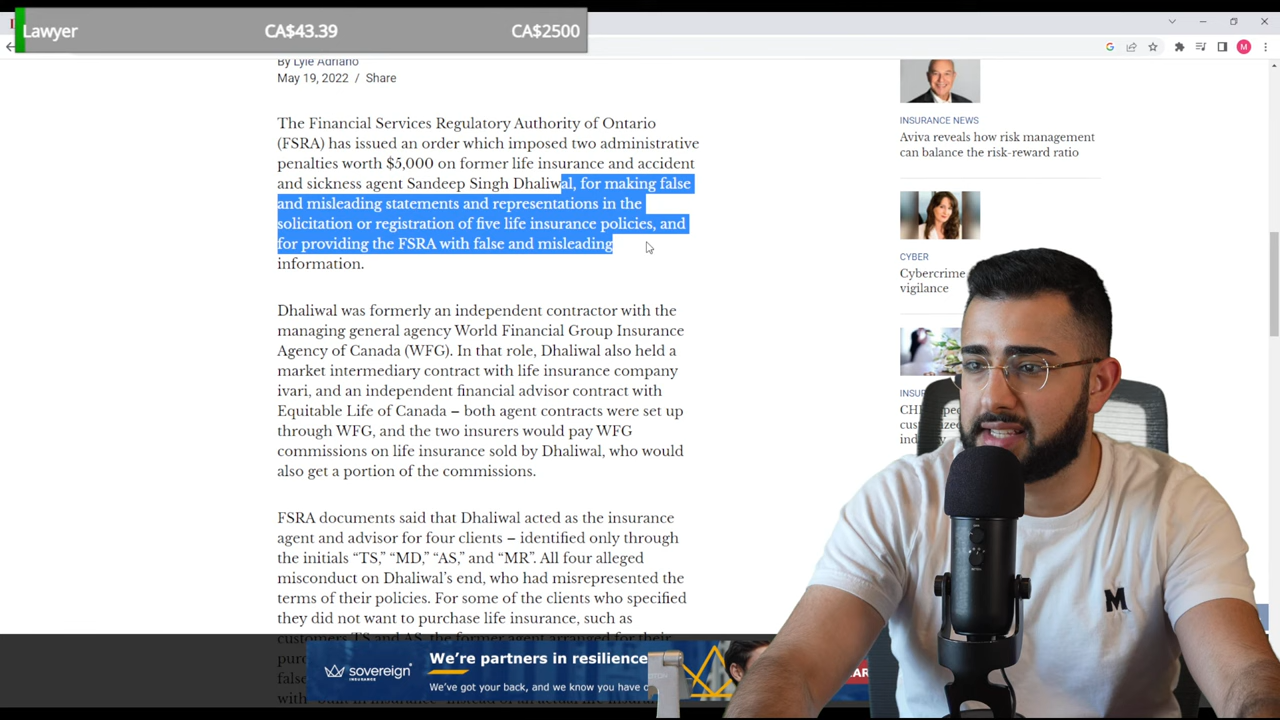 Lawyer CA$43.39 CA$2500
By Lyle Adriano
May 19, 2022 / Share
The Financial Services Regulatory Authority of Ontario
(FSRA) has issued an order which imposed two administrative
penalties worth $5,000 on former life insurance and accident
and sickness agent Sandeep Singh Dhaliwal, for making false
and misleading statements and representations in the
solicitation or registration of five life insurance policies, and
for providing the FSRA with false and misleading
information.
Dhaliwal was formerly an independent contractor with the
managing general agency World Financial Group Insurance
Agency of Canada (WFG). In that role, Dhaliwal also held a
market intermediary contract with life insurance company
ivari, and an independent financial advisor contract with
Equitable Life of Canada – both agent contracts were set up
through WFG, and the two insurers would pay WFG
commissions on life insurance sold by Dhaliwal, who would
also get a portion of the commissions.
FSRA documents said that Dhaliwal acted as the insurance
agent and advisor for four clients – identified only through
the initials “TS,” “MD,” “AS,” and “MR”. All four alleged
misconduct on Dhaliwal’s end, who had misrepresented the
terms of their policies. For some of the clients who specified
they did not want to purchase life insurance, such as
customers TS and AS, the former agent arranged for their
INSURANCE NEWS
Aviva reveals how risk management
can balance the risk-reward ratio
CYBER
Cybercrime
vigilance
M
M
sovereign
INSURANCE
We’re partners in resilience
We’ve got your back, and we know you have